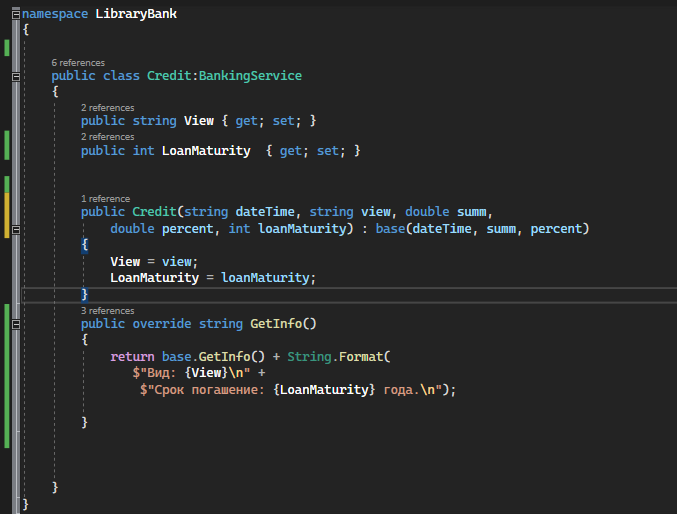 namespace LibraryBank
{
6 references
public class Credit:BankingService
{
2 references
public string View { get; set; }
2 references
public int LoanMaturity  { get; set; }
1 reference
public Credit(string dateTime, string view, double summ,
double percent, int loanMaturity) : base(dateTime, summ, percent)
{
View = view;
LoanMaturity = loanMaturity;
}
3 references
public override string GetInfo()
{
return base.GetInfo() + String.Format(
$"Вид: {View}\n" +
$"Срок погашение: {LoanMaturity} года.\n");
}
}
}